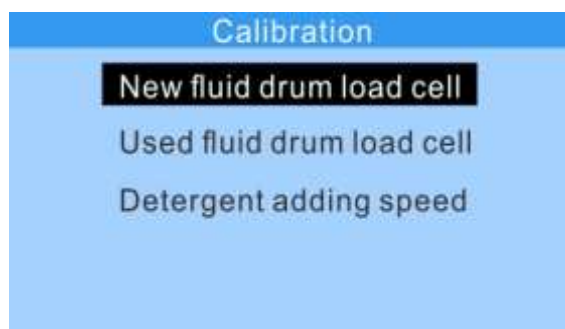 Calibration
New fluid drum load cell
Used fluid drum load cell
Detergent adding speed